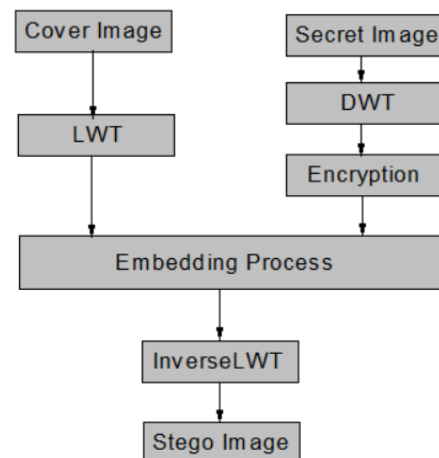 Cover Image
Secret Image
LWT
DWT
Encryption
Embedding Process
InverseLWT
Stego Image